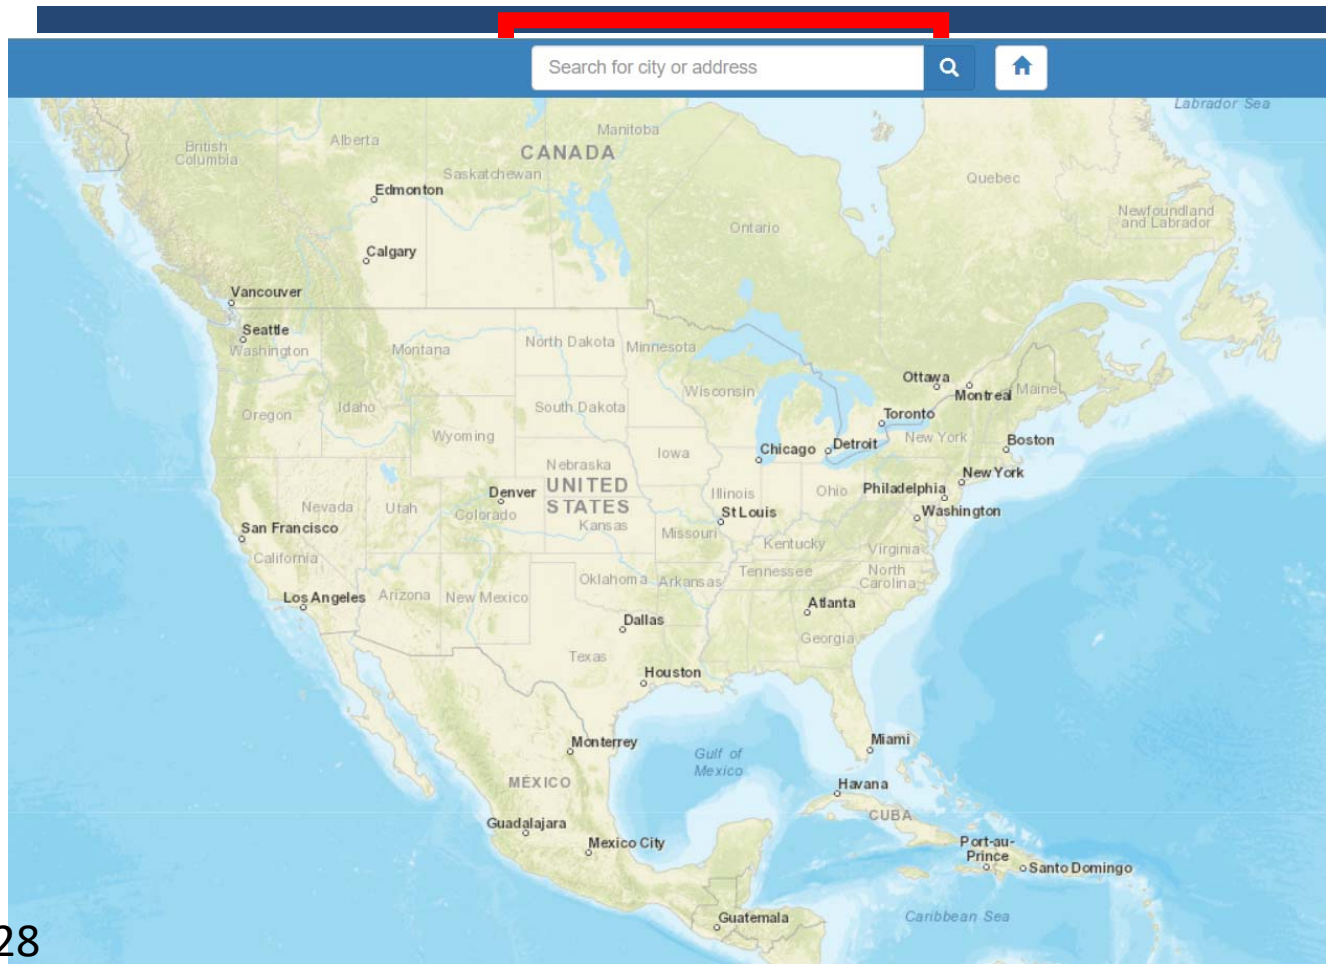 Search for city or address
Labrador Sea
Manitoba
Alberta
British
Columbia
CANADA
Saskatchewan
Quebec
Edmonton
Newfoundland
and Labrador
Ontario
Calgary
Vancouver
Seattle
Washington
North Dakota
Minnesota
Montana
Ottawa
Montreal
Maine
Wisconsin
Oregon
Idaho
South Dakota
Toronto
Wyoming
New York
Boston
Chicago
Detroit
Iowa
Nebraska
New York
UNITED
STATES
Denver
Illinois
Ohio
Philadelphia
Nevada
Utah
Colorado
St Louis
Washington
San Francisco
Kansas
Missouri
Kentucky
Virginia
California
Tennessee
North
Carolina
Oklahoma
Arkansas
Los Angeles
Arizona
New Mexico
Atlanta
Dallas
Georgia
Texas
Houston
Monterrey
Miami
Gulf of
Mexico
MÉXICO
Havana
CUBA
Guadalajara
Mexico City
Port-au-
Prince
Santo Domingo
Guatemala
Caribbean Sea
28